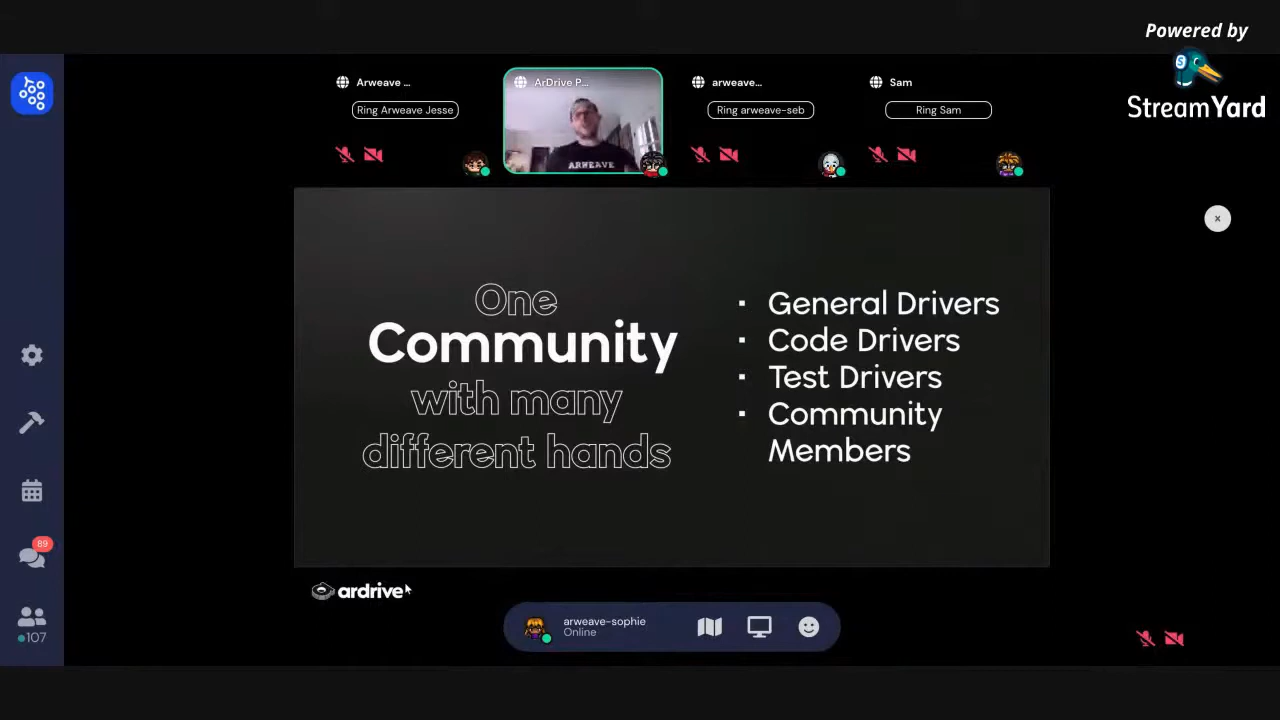 Powered by
StreamYard
Arweave ...
Ring Arweave Jesse
ArDrive P...
ARWEAVE
arweave...
Ring arweave-seb
Sam
Ring Sam
One
Community
with many
different hands
▪ General Drivers
▪ Code Drivers
▪ Test Drivers
▪ Community
Members
ardrive
arweave-sophie
Online
89
107